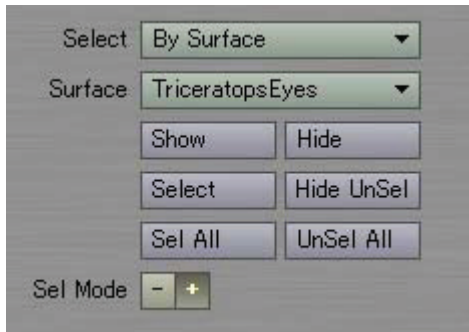 Select By Surface
Surface TriceratopsEyes
Show Hide
Select Hide UnSel
Sel All UnSel All
Sel Mode - +